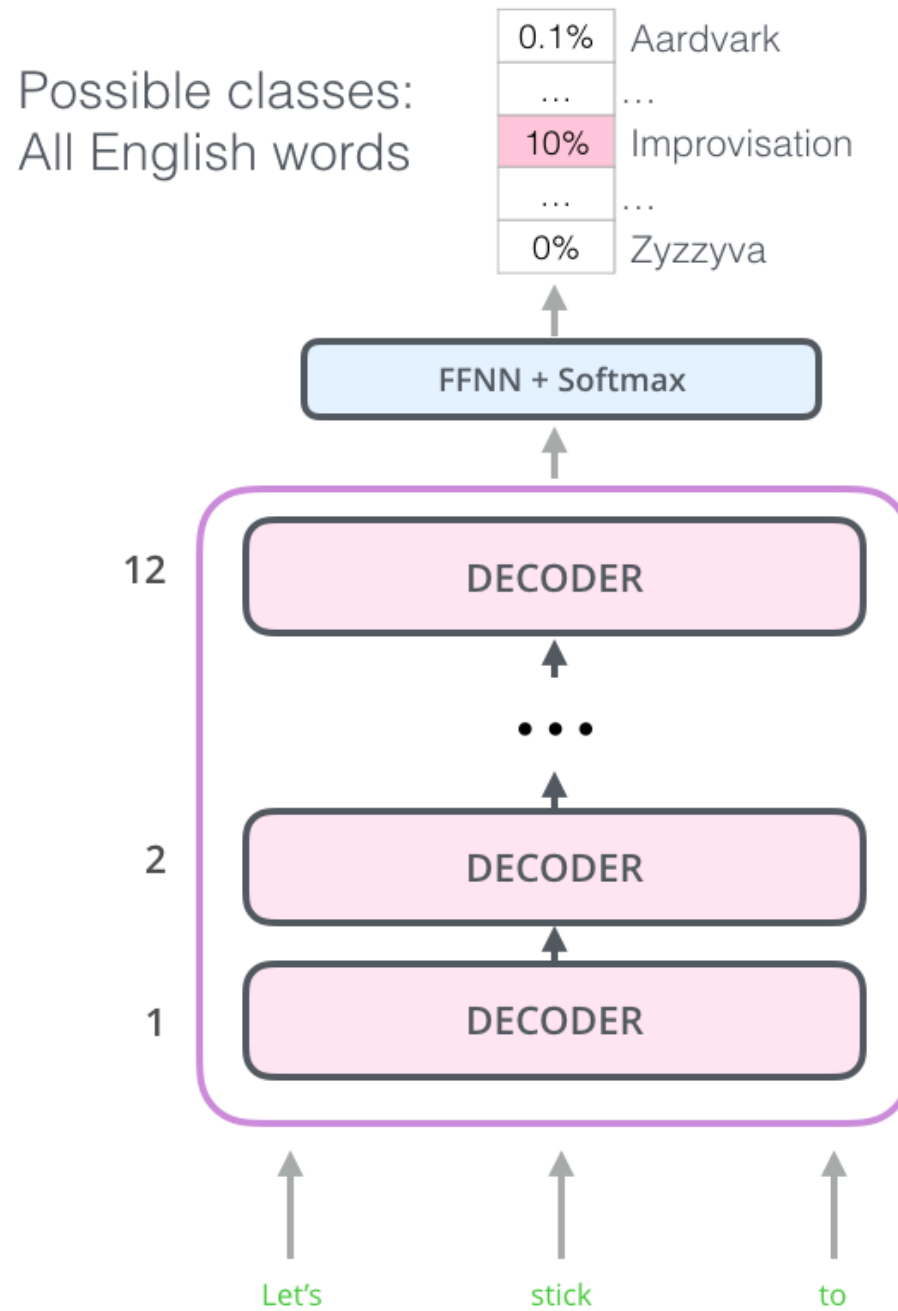 Possible classes:
All English words
0.1% Aardvark
... ...
10% Improvisation
... ...
0% Zyzzyva
FFNN + Softmax
12 DECODER
...
2 DECODER
1 DECODER
Let's stick to